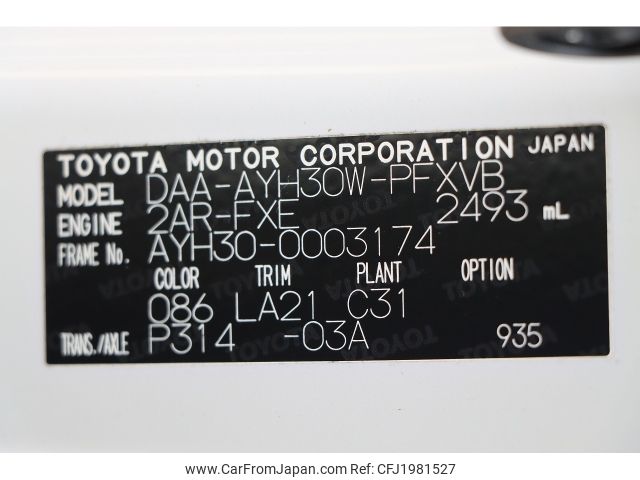 TOYOTA MOTOR CORPORATION JAPAN
MODEL DAA-AYH30W-PFXVB
ENGINE 2AR-FXE 2493 mL
FRAME No. AYH30-0003174
COLOR TRIM PLANT OPTION
086 LA21 C31
TRANS./AXLE P314 -03A 935
www.CarFromJapan.com CarFromJapan CFJ1981527